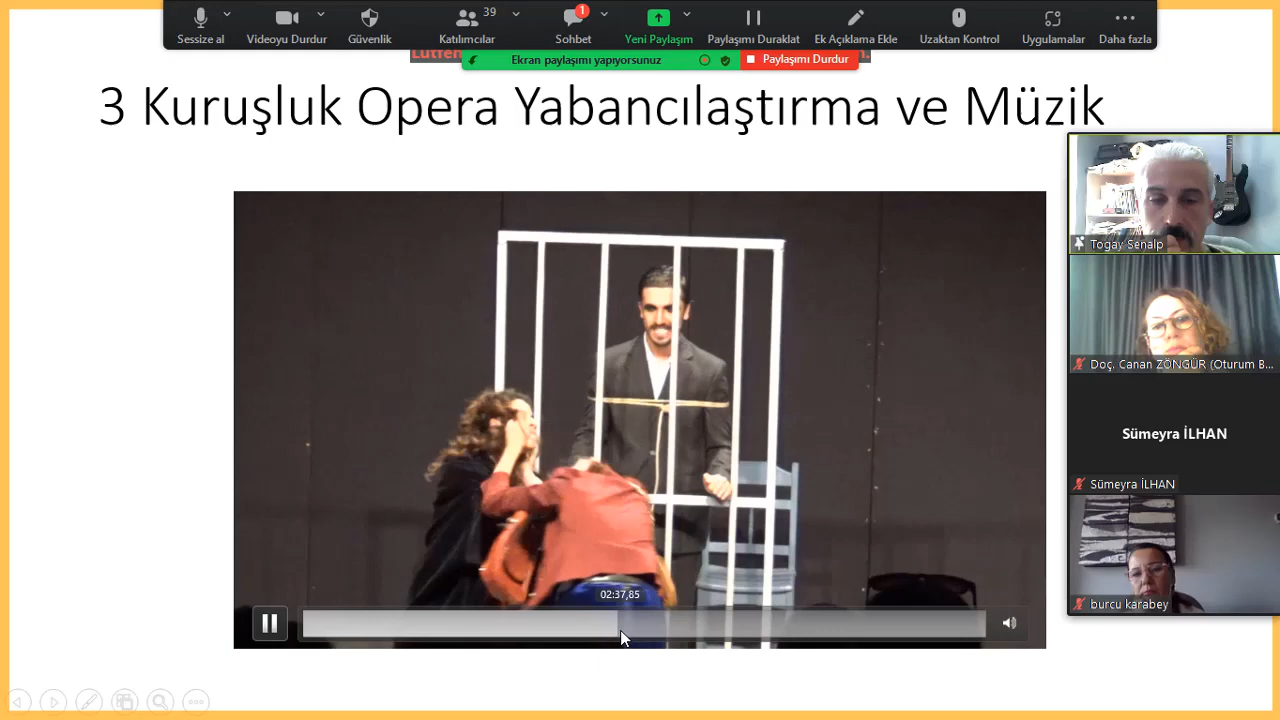 Sessize al
Videoyu Durdur
Güvenlik
39
Katılımcılar
1
Sohbet
Yeni Paylaşım
Paylaşımı Duraklat
Ek Açıklama Ekle
Uzaktan Kontrol
Uygulamalar
Daha fazla
Ekran paylaşımı yapıyorsunuz
Paylaşımı Durdur
3 Kuruşluk Opera Yabancılaştırma ve Müzik
Togay Senalp
Doç. Canan ZÖNGÜR (Oturum B...
Sümeyra İLHAN
Sümeyra İLHAN
burcu karabey
02:37,85